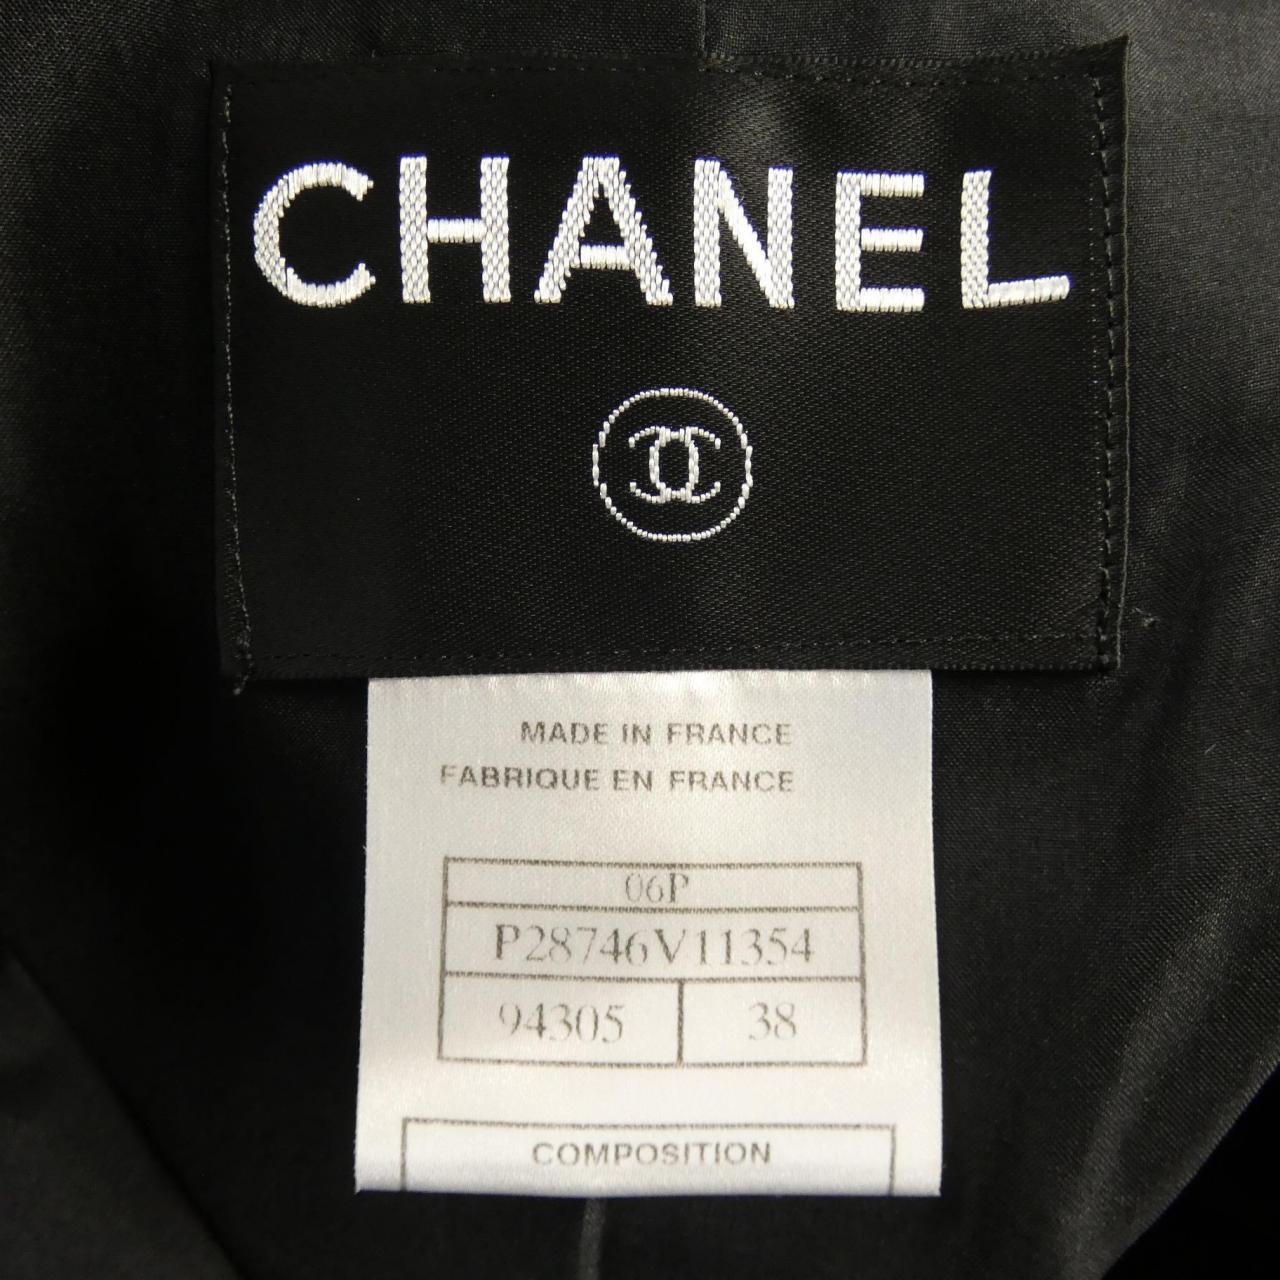 CHANEL
MADE IN FRANCE
FABRIQUE EN FRANCE
06P
P28746V11354
94305 38
COMPOSITION